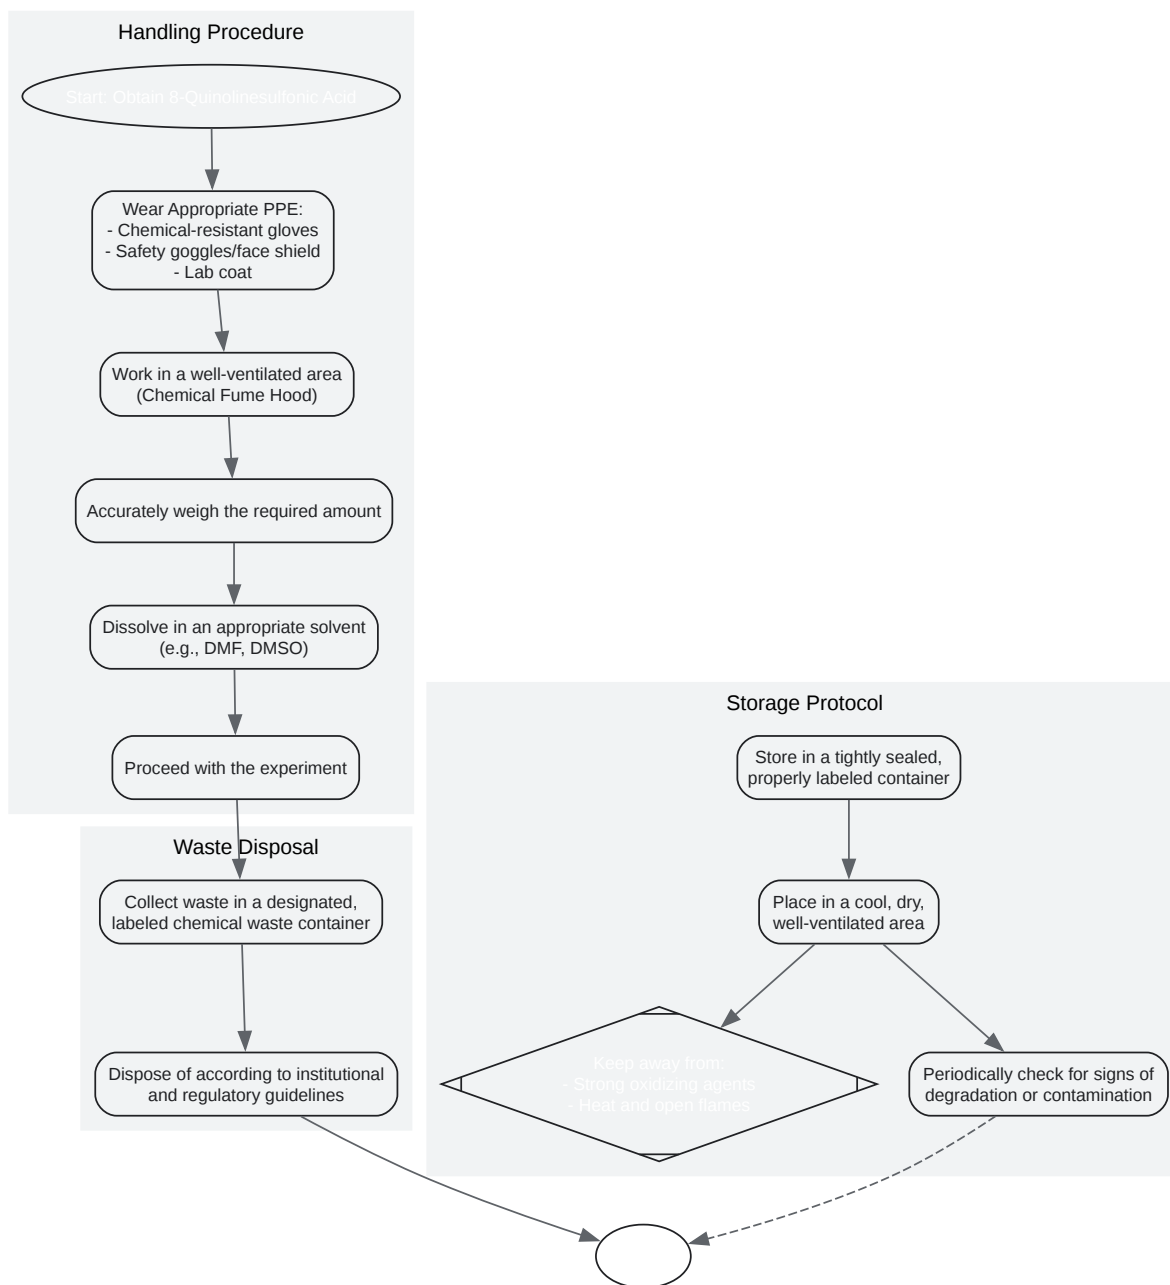 Handling Procedure
Start: Obtain 8-Quinolinesulfonic Acid
Wear Appropriate PPE:
- Chemical-resistant gloves
- Safety goggles/face shield
- Lab coat
Work in a well-ventilated area
(Chemical Fume Hood)
Accurately weigh the required amount
Dissolve in an appropriate solvent
(e.g., DMF, DMSO)
Proceed with the experiment
Waste Disposal
Collect waste in a designated,
labeled chemical waste container
Dispose of according to institutional
and regulatory guidelines
Storage Protocol
Store in a tightly sealed,
properly labeled container
Place in a cool, dry,
well-ventilated area
Keep away from:
- Strong oxidizing agents
- Heat and open flames
Periodically check for signs of
degradation or contamination